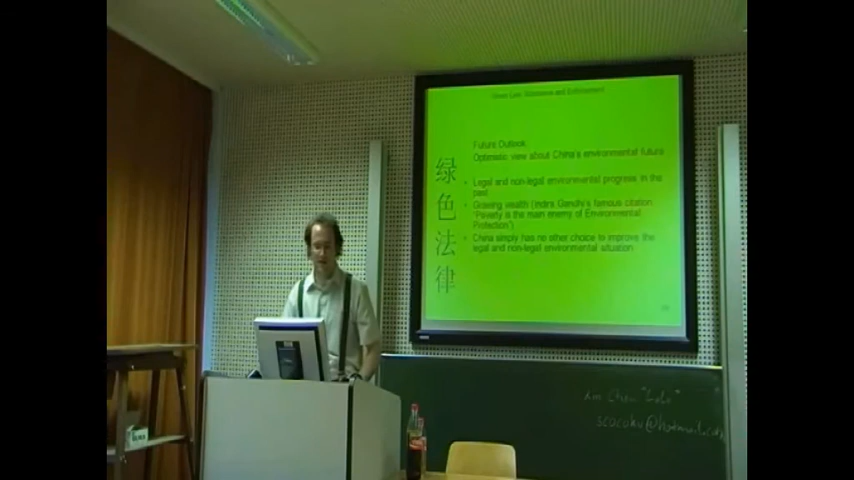 Green Law, Substance and Enforcement
Future Outlook
Optimistic view about China's environmental future
绿色法律
Legal and non-legal environmental progress in the
past
Growing wealth (Indira Gandhi's famous citation
"Poverty is the main enemy of Environmental
Protection")
China simply has no other choice to improve the
legal and non-legal environmental situation